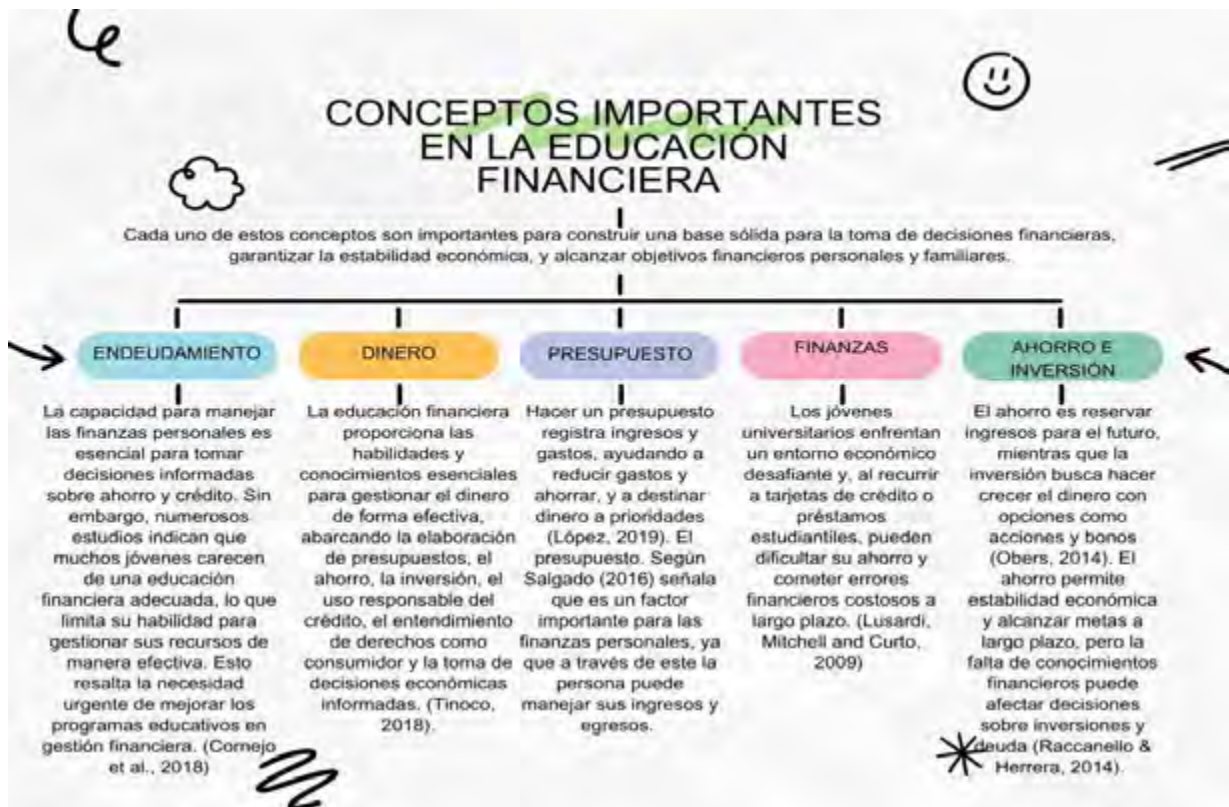 CONCEPTOS IMPORTANTES
EN LA EDUCACIÓN
FINANCIERA
Cada uno de estos conceptos son importantes para construir una base sólida para la toma de decisiones financieras,
garantizar la estabilidad económica, y alcanzar objetivos financieros personales y familiares.
ENDEUDAMIENTO
La capacidad para manejar
las finanzas personales es
esencial para tomar
decisiones informadas
sobre ahorro y crédito. Sin
embargo, numerosos
estudios indican que
muchos jóvenes carecen
de una educación
financiera adecuada, lo que
limita su habilidad para
gestionar sus recursos de
manera efectiva. Esto
resalta la necesidad
urgente de mejorar los
programas educativos en
gestión financiera. (Cornejo
et al., 2018)
DINERO
La educación financiera
proporciona las
habilidades y
conocimientos esenciales
para gestionar el dinero
de forma efectiva,
abarcando la elaboración
de presupuestos, el
ahorro, la inversión, el
uso responsable del
crédito, el entendimiento
de derechos como
consumidor y la toma de
decisiones económicas
informadas. (Tinoco,
2018).
PRESUPUESTO
Hacer un presupuesto
registra ingresos y
gastos, ayudando a
reducir gastos y
ahorrar, y a destinar
dinero a prioridades
(López, 2019). El
presupuesto. Según
Salgado (2016) señala
que es un factor
importante para las
finanzas personales, ya
que a través de este la
persona puede
manejar sus ingresos y
egresos.
FINANZAS
Los jóvenes
universitarios enfrentan
un entorno económico
desafiante y, al recurrir
a tarjetas de crédito o
préstamos
estudiantiles, pueden
dificultar su ahorro y
cometer errores
financieros costosos a
largo plazo. (Lusardi,
Mitchell and Curto,
2009)
AHORRO E
INVERSIÓN
El ahorro es reservar
ingresos para el futuro,
mientras que la
inversión busca hacer
crecer el dinero con
opciones como
acciones y bonos
(Obers, 2014). El
ahorro permite
estabilidad económica
y alcanzar metas a
largo plazo, pero la
falta de conocimientos
financieros puede
afectar decisiones
sobre inversiones y
deuda (Raccanello &
Herrera, 2014).